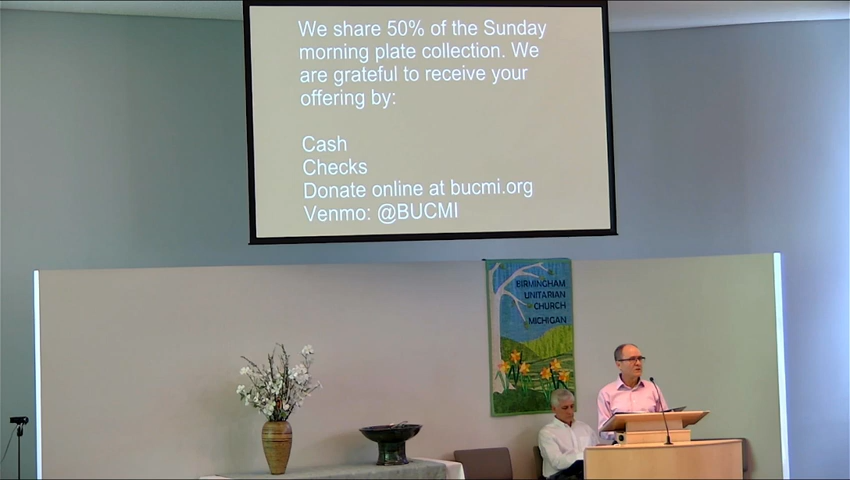 We share 50% of the Sunday
morning plate collection. We
are grateful to receive your
offering by:
Cash
Checks
Donate online at bucmi.org
Venmo: @BUCMI
BIRMINGHAM
UNITARIAN
CHURCH
MICHIGAN